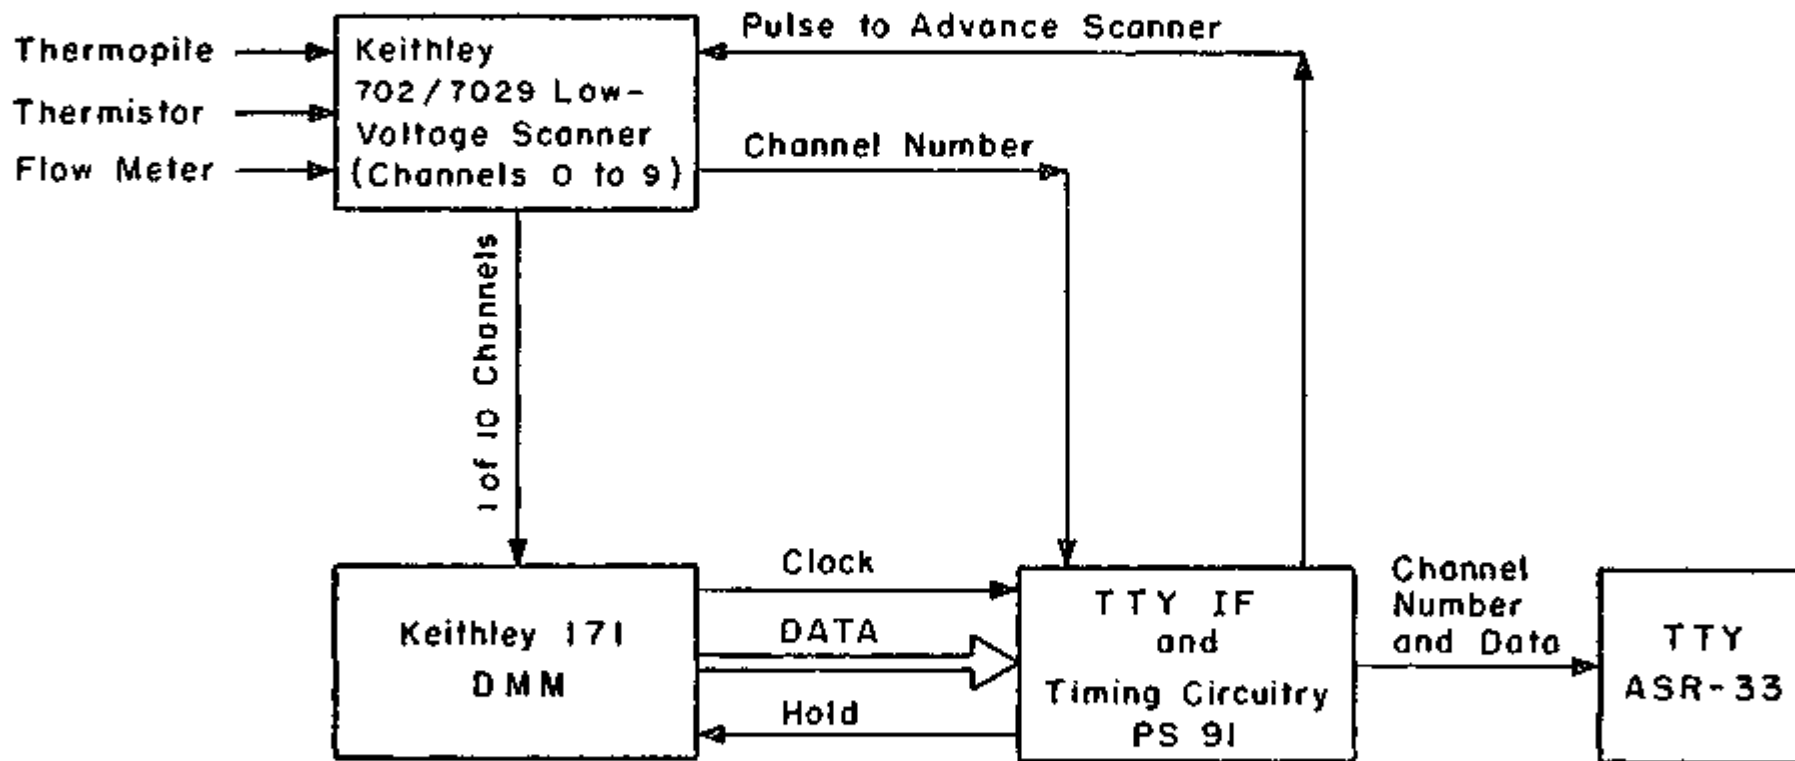 Thermopile
Thermistor
Flow Meter
Keithley
702/7029 Low-
Voltage Scanner
(Channels 0 to 9)
Pulse to Advance Scanner
Channel Number
1 of 10 Channels
Keithley 171
DMM
Clock
DATA
Hold
TTY IF
and
Timing Circuitry
PS 91
Channel
Number
and Data
TTY
ASR-33